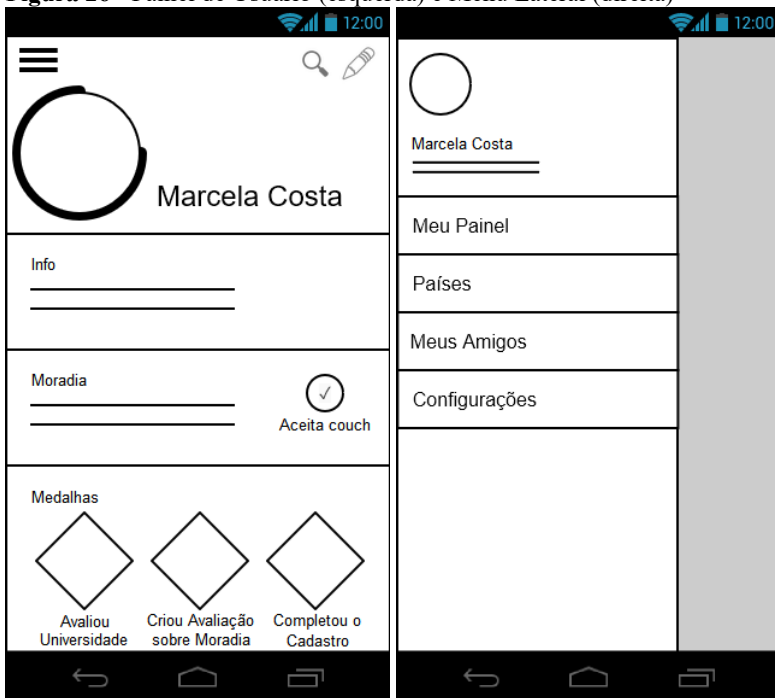 12:00
Marcela Costa
Info
Moradia
Aceita couch
Medalhas
Avaliou
Universidade
Criou Avaliação
sobre Moradia
Completou o
Cadastro
12:00
Marcela Costa
Meu Painel
Países
Meus Amigos
Configurações